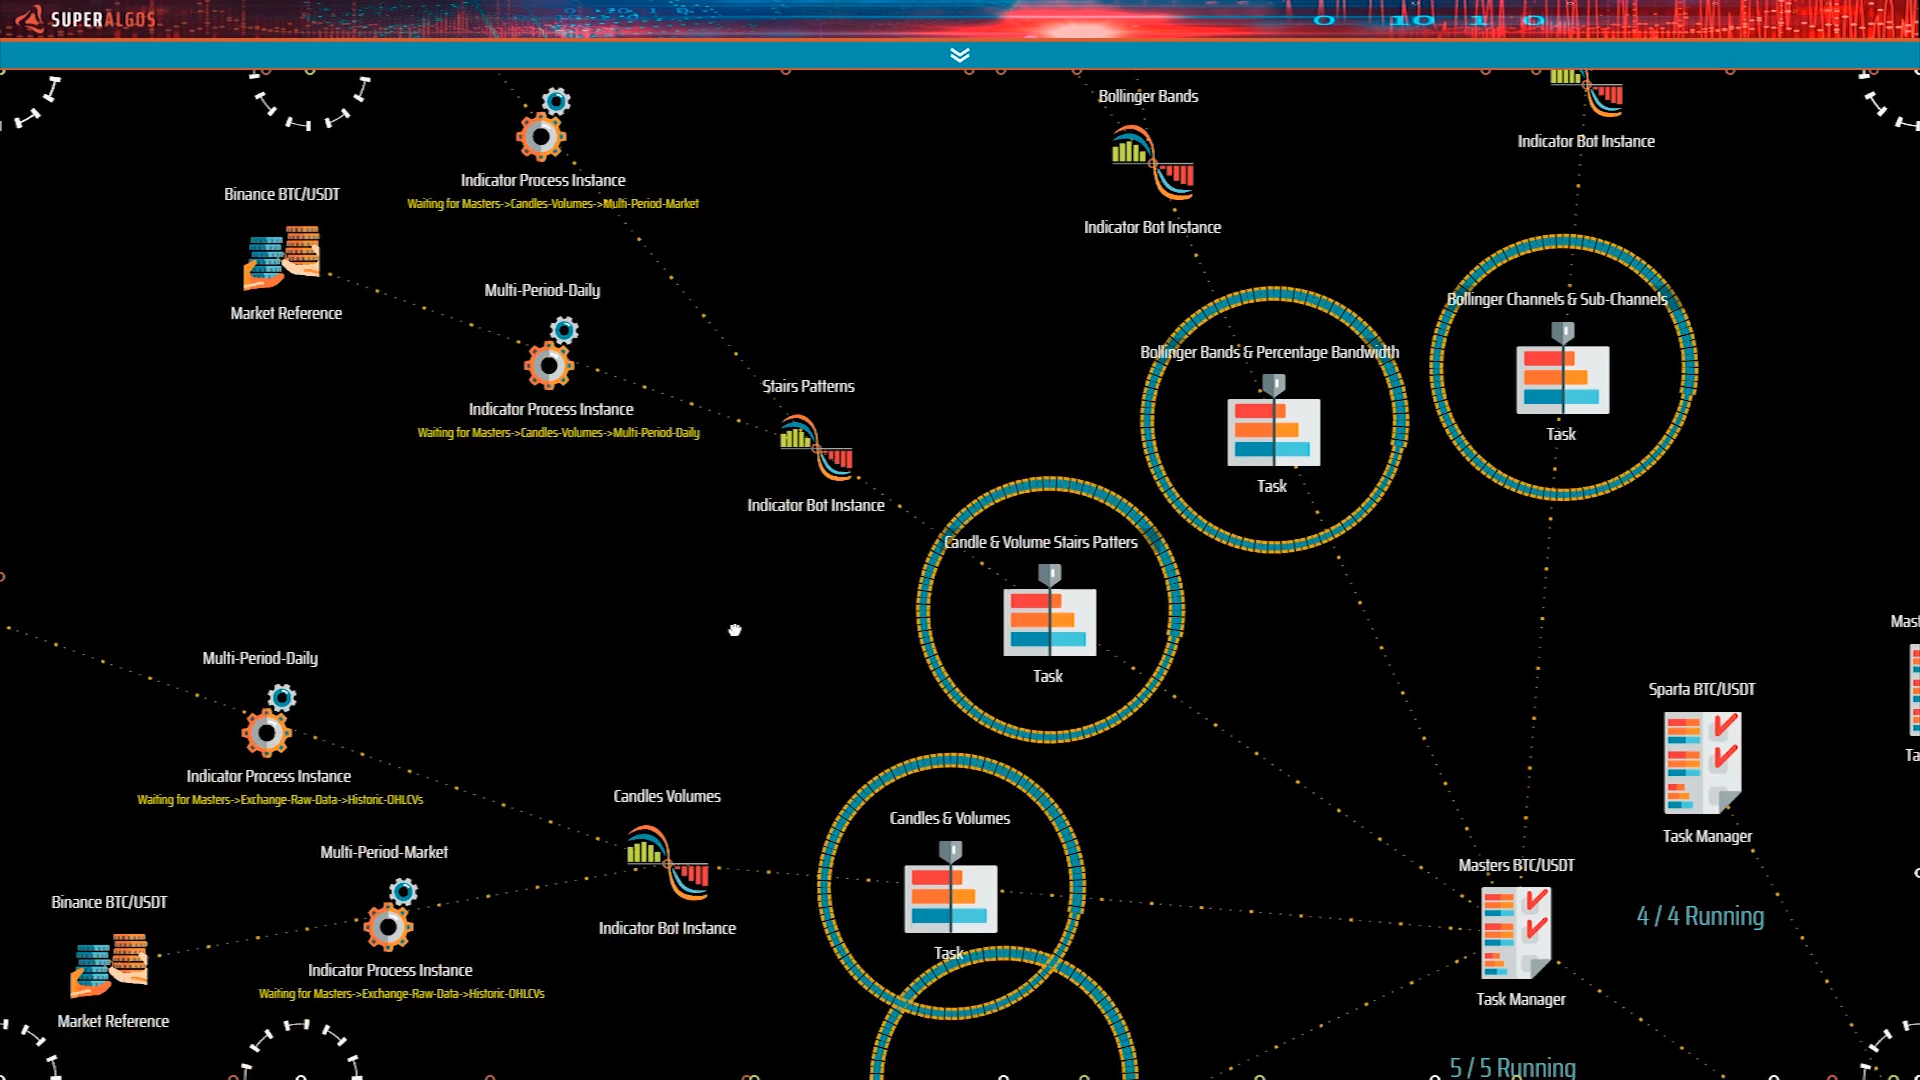 SUPERALGOS
0 10 1 0
Bollinger Bands
Indicator Bot Instance
Indicator Bot Instance
Indicator Process Instance
Waiting for Masters->Candles-Volumes->Multi-Period-Market
Binance BTC/USDT
Market Reference
Multi-Period-Daily
Indicator Process Instance
Waiting for Masters->Candles-Volumes->Multi-Period-Daily
Stairs Patterns
Indicator Bot Instance
Bollinger Bands & Percentage Bandwidth
Task
Bollinger Channels & Sub-Channels
Task
Candle & Volume Stairs Patters
Task
Multi-Period-Daily
Indicator Process Instance
Waiting for Masters->Exchange-Raw-Data->Historic-OHLCVs
Candles Volumes
Indicator Bot Instance
Candles & Volumes
Task
Multi-Period-Market
Indicator Process Instance
Waiting for Masters->Exchange-Raw-Data->Historic-OHLCVs
Binance BTC/USDT
Market Reference
Sparta BTC/USDT
Task Manager
4 / 4 Running
Masters BTC/USDT
Task Manager
5 / 5 Running